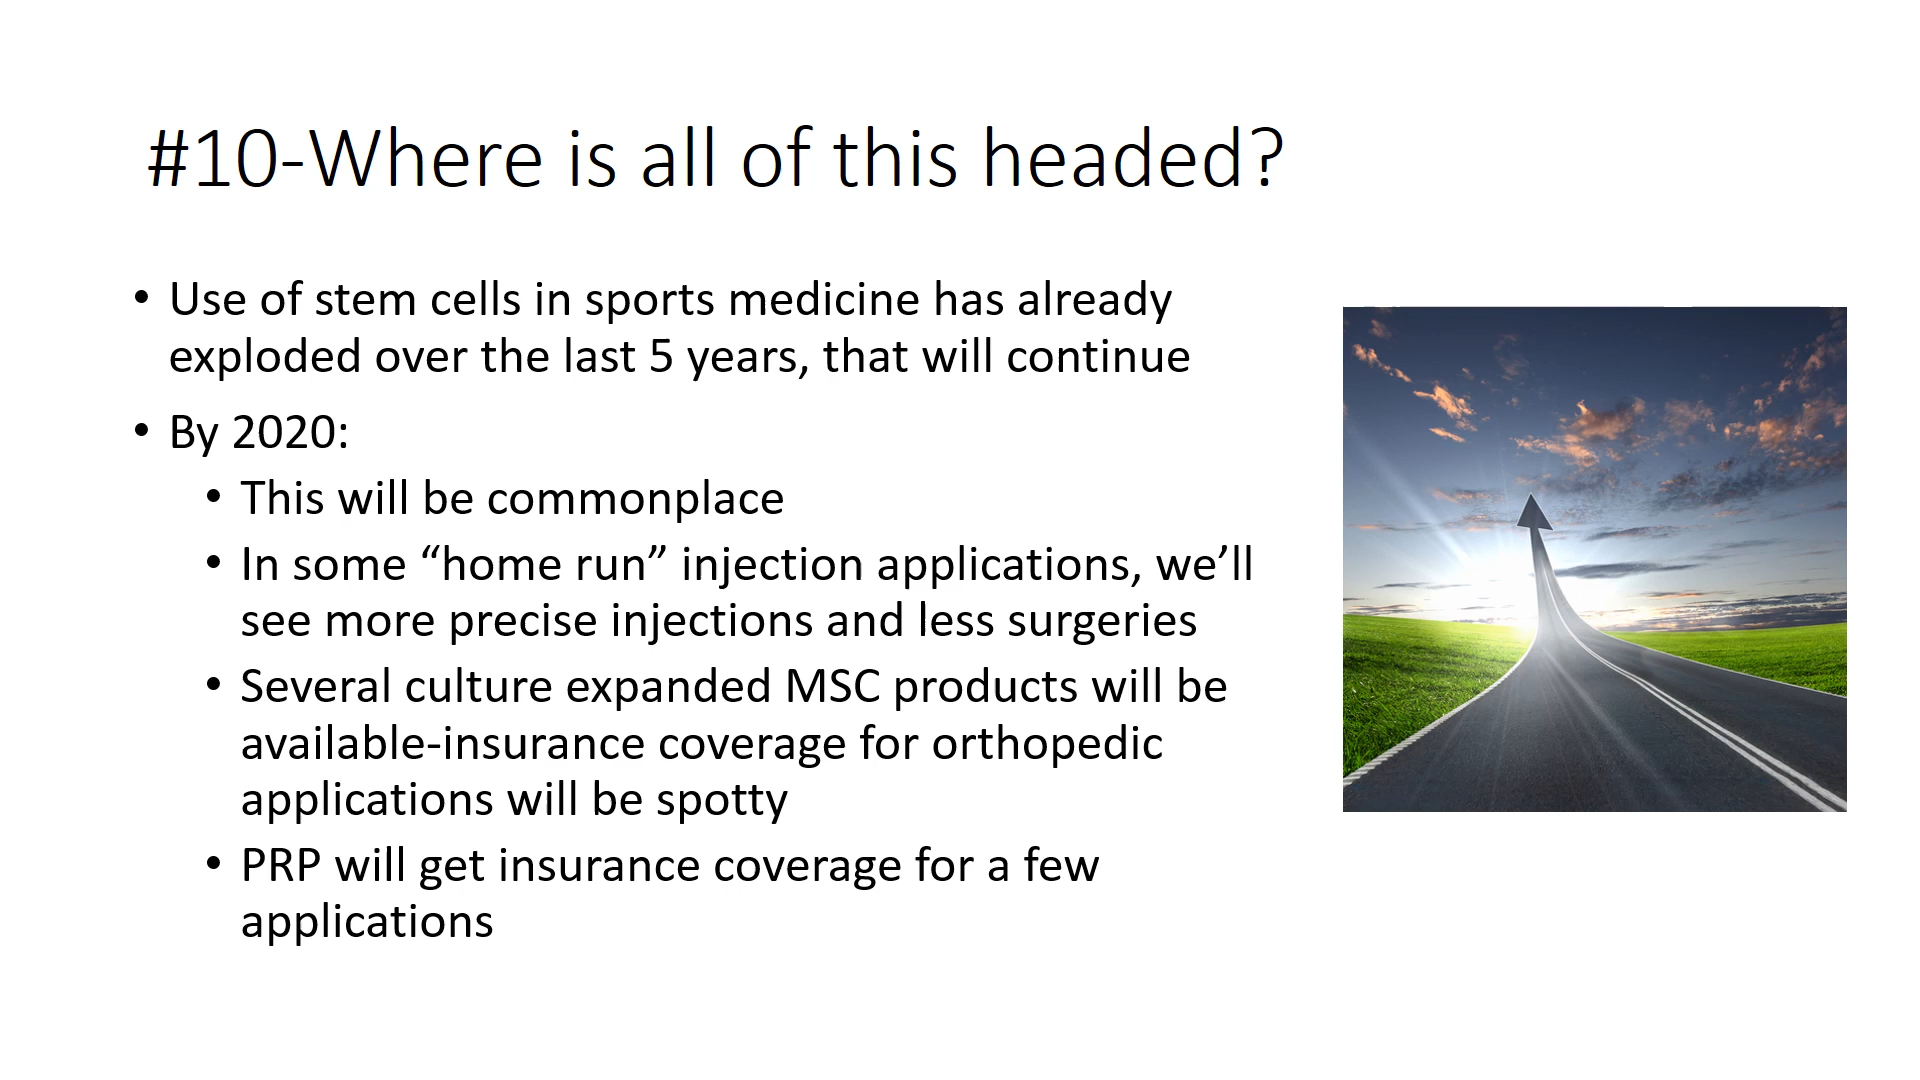 #10-Where is all of this headed?
• Use of stem cells in sports medicine has already
exploded over the last 5 years, that will continue
• By 2020:
• This will be commonplace
• In some “home run” injection applications, we’ll
see more precise injections and less surgeries
• Several culture expanded MSC products will be
available-insurance coverage for orthopedic
applications will be spotty
• PRP will get insurance coverage for a few
applications